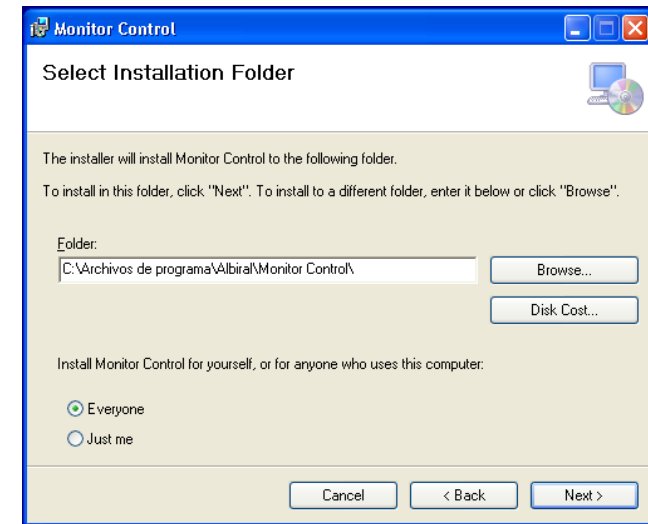 Monitor Control
Select Installation Folder
The installer will install Monitor Control to the following folder.
To install in this folder, click "Next". To install to a different folder, enter it below or click "Browse".
Folder:
C:\Archivos de programa\Albiral\Monitor Control\
Browse...
Disk Cost...
Install Monitor Control for yourself, or for anyone who uses this computer:
Everyone
Just me
Cancel
< Back
Next >